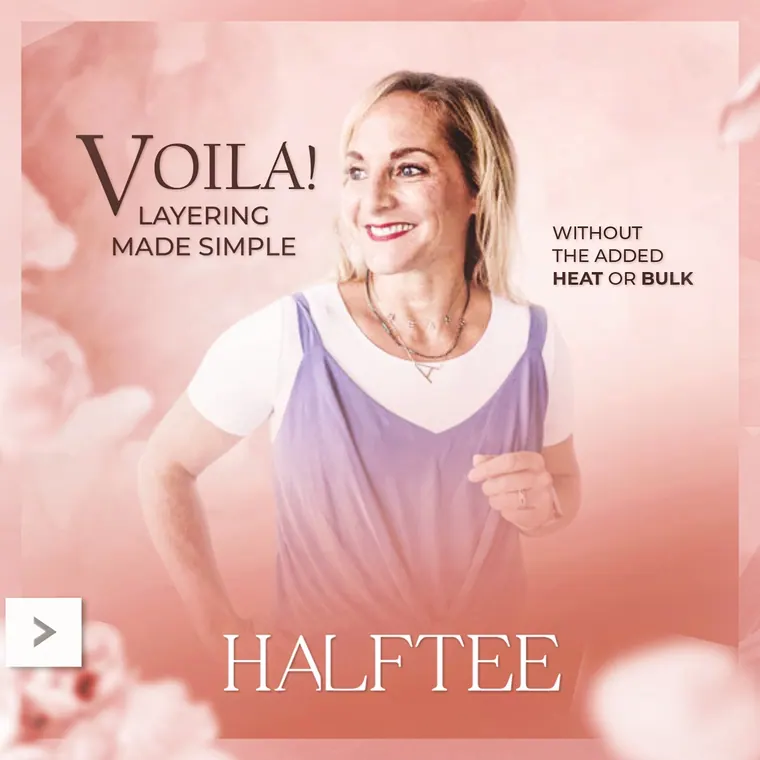 VOILA!
LAYERING
MADE SIMPLE
WITHOUT
THE ADDED
HEAT OR BULK
HALFTEE